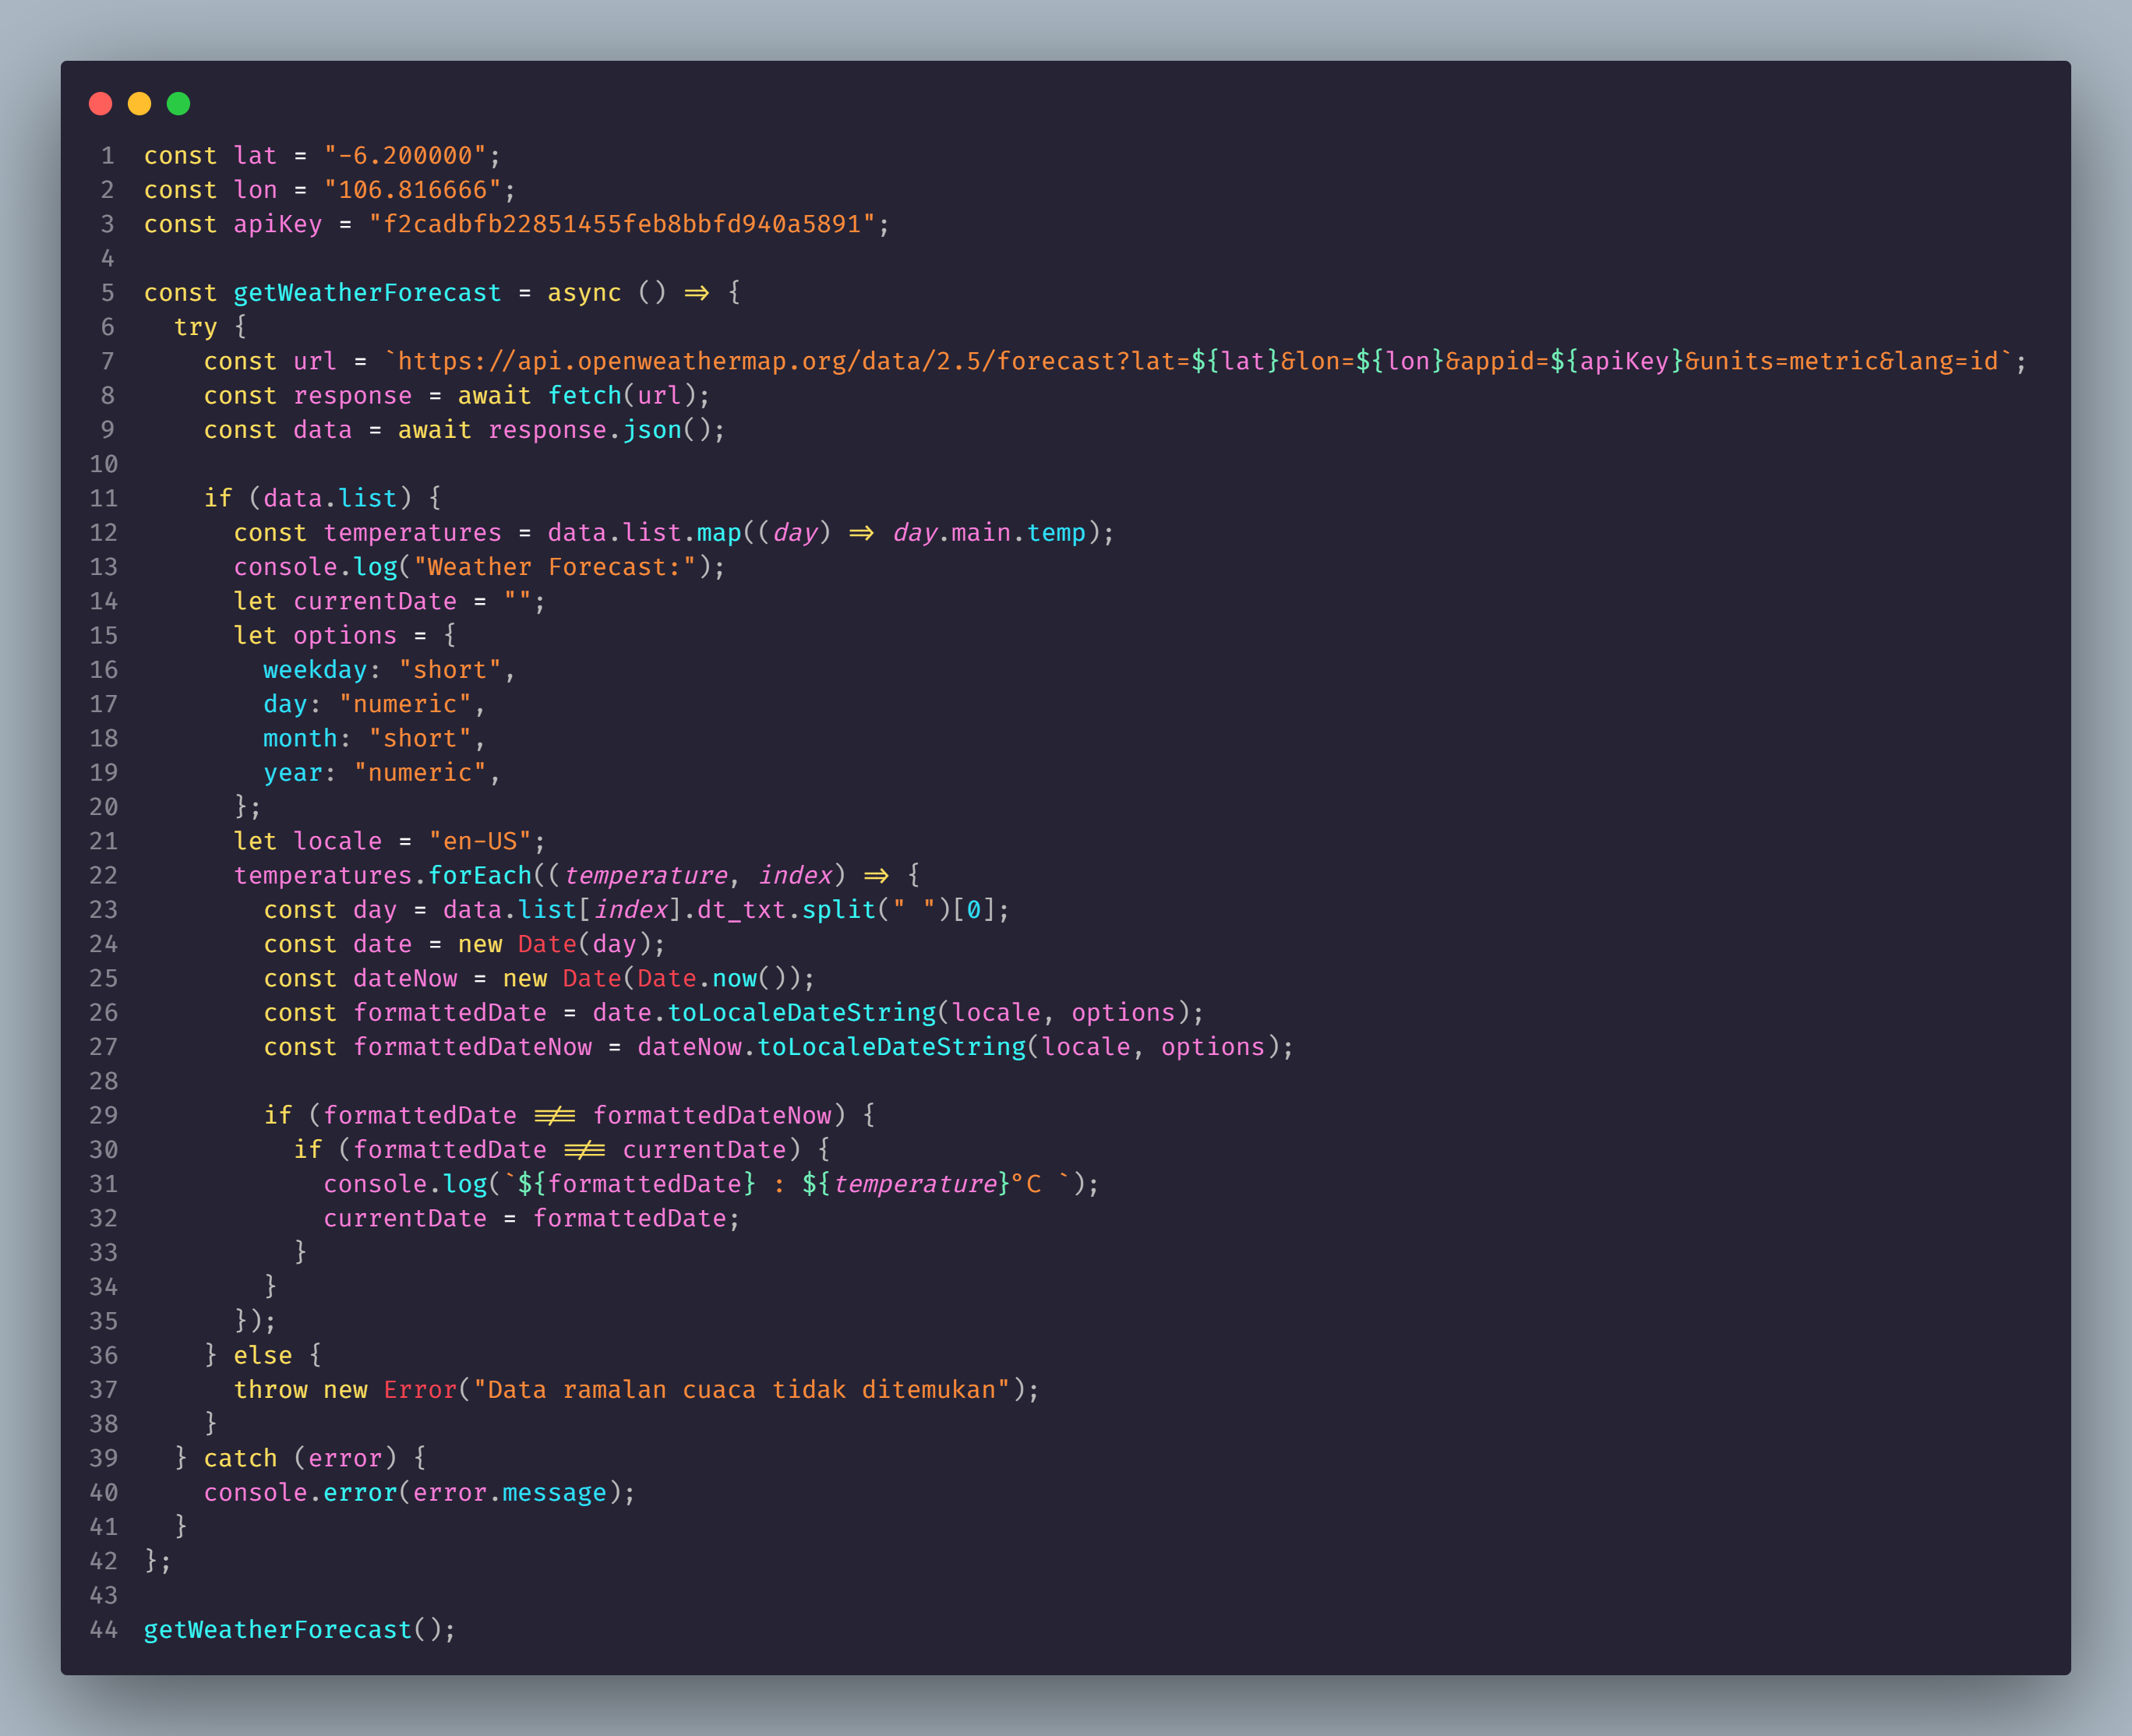 1 const lat = "-6.200000";
2 const lon = "106.816666";
3 const apiKey = "f2cadbfb22851455feb8bbfd940a5891";
4
5 const getWeatherForecast = async () => {
6   try {
7     const url = `https://api.openweathermap.org/data/2.5/forecast?lat=${lat}&lon=${lon}&appid=${apiKey}&units=metric&lang=id`;
8     const response = await fetch(url);
9     const data = await response.json();
10
11     if (data.list) {
12       const temperatures = data.list.map((day) => day.main.temp);
13       console.log("Weather Forecast:");
14       let currentDate = "";
15       let options = {
16         weekday: "short",
17         day: "numeric",
18         month: "short",
19         year: "numeric",
20       };
21       let locale = "en-US";
22       temperatures.forEach((temperature, index) => {
23         const day = data.list[index].dt_txt.split(" ")[0];
24         const date = new Date(day);
25         const dateNow = new Date(Date.now());
26         const formattedDate = date.toLocaleDateString(locale, options);
27         const formattedDateNow = dateNow.toLocaleDateString(locale, options);
28
29         if (formattedDate !== formattedDateNow) {
30           if (formattedDate !== currentDate) {
31             console.log(`${formattedDate} : ${temperature}°C `);
32             currentDate = formattedDate;
33           }
34         }
35       });
36     } else {
37       throw new Error("Data ramalan cuaca tidak ditemukan");
38     }
39   } catch (error) {
40     console.error(error.message);
41   }
42 };
43
44 getWeatherForecast();